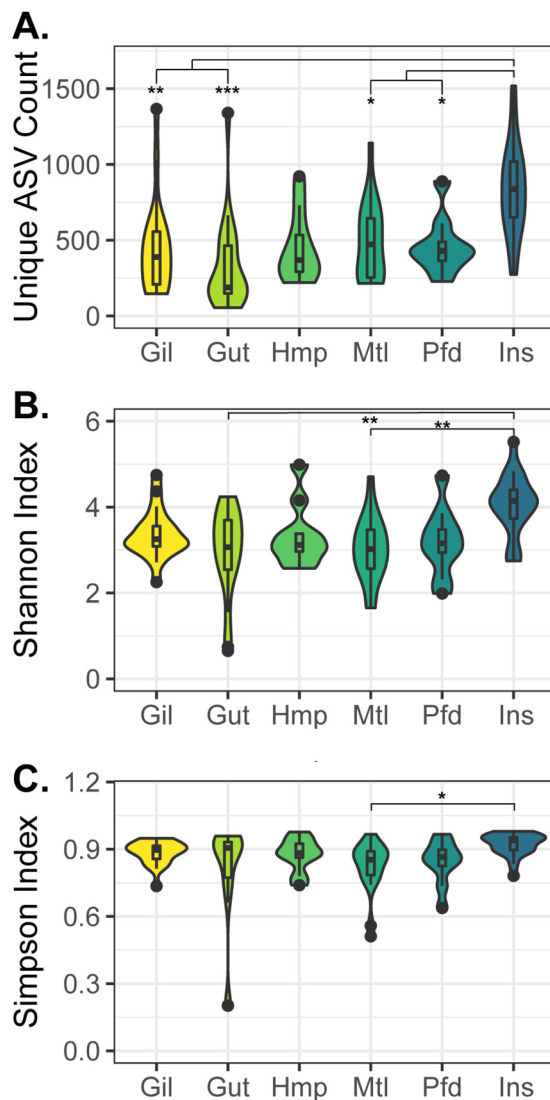 A.
Unique ASV Count
1500
1000
500
0
** *** * *
Gil Gut Hmp Mtl Pfd Ins
B.
Shannon Index
6
4
2
0
** **
Gil Gut Hmp Mtl Pfd Ins
C.
Simpson Index
1.2
0.9
0.6
0.3
0.0
*
Gil Gut Hmp Mtl Pfd Ins